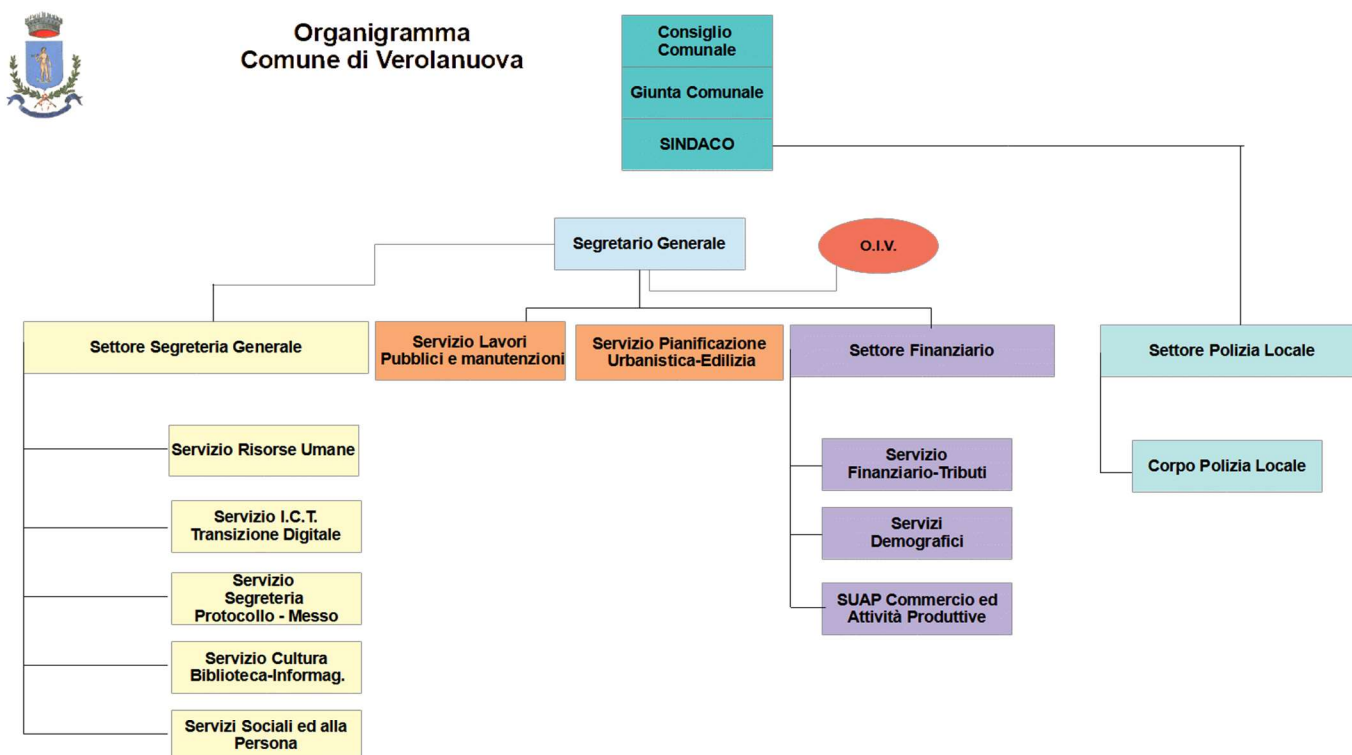 Organigramma
Comune di Verolanuova
Consiglio
Comunale
Giunta Comunale
SINDACO
Segretario Generale
O.I.V.
Settore Segreteria Generale
Servizio Lavori
Pubblici e manutenzioni
Servizio Pianificazione
Urbanistica-Edilizia
Settore Finanziario
Settore Polizia Locale
Servizio Risorse Umane
Servizio I.C.T.
Transizione Digitale
Servizio
Segreteria
Protocollo - Messo
Servizio Cultura
Biblioteca-Informag.
Servizi Sociali ed alla
Persona
Servizio
Finanziario-Tributi
Servizi
Demografici
SUAP Commercio ed
Attività Produttive
Corpo Polizia Locale